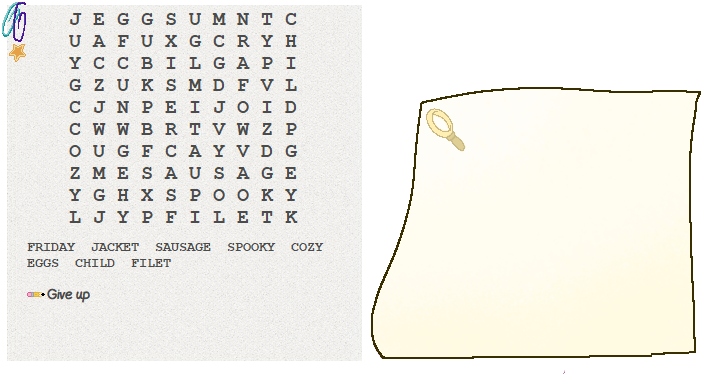 J E G G S U M N T C
U A F U X G C R Y H
Y C C B I L G A P I
G Z U K S M D F V L
C J N P E I J O I D
C W W B R T V W Z P
O U G F C A Y V D G
Z M E S A U S A G E
Y G H X S P O O K Y
L J Y P F I L E T K
FRIDAY JACKET SAUSAGE SPOOKY COZY
EGGS CHILD FILET
Give up